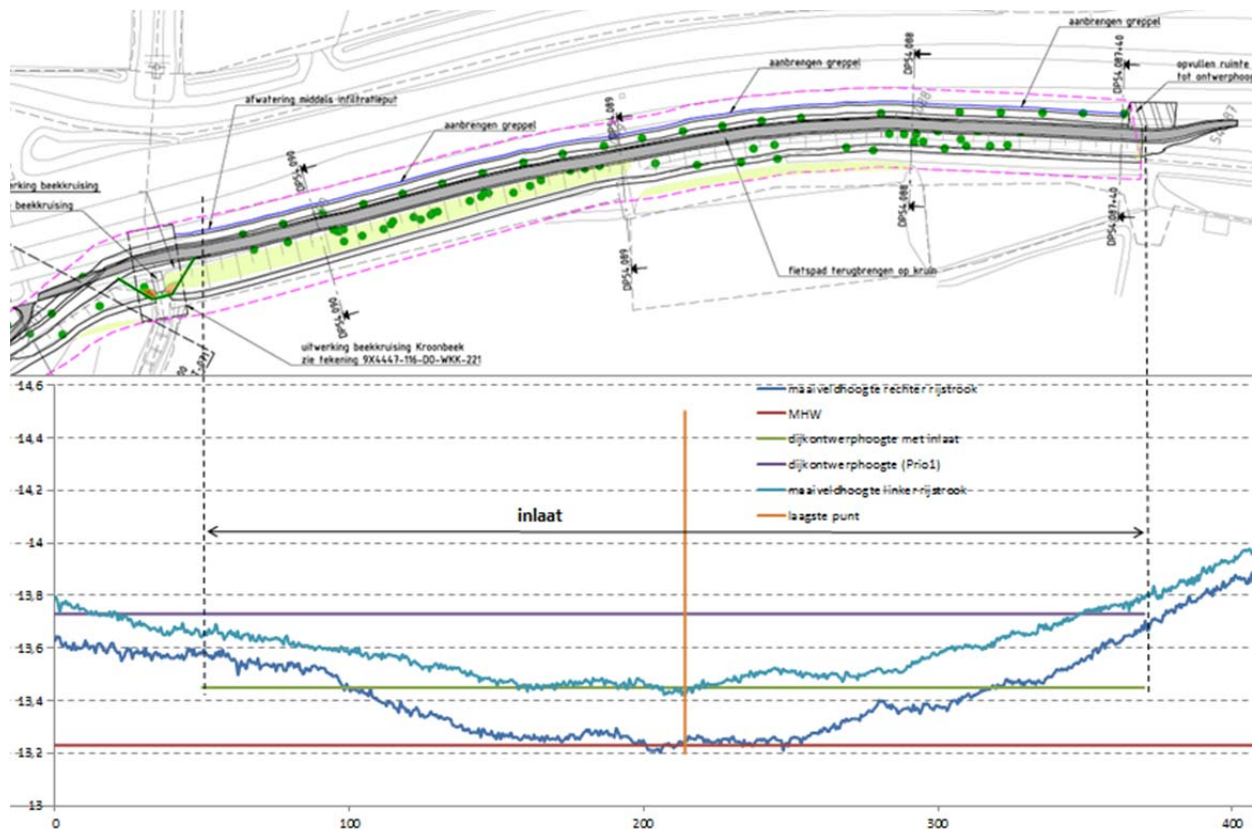 aanbrengen greppel
DP54.088
DP54.087+40
opvullen ruimte
tot ontwerphoog
aanbrengen greppel
afwatering middels infiltratieput
DP54.089
aanbrengen greppel
DP54.090
erking beekkruising
beekkruising
DP54.088
DP54.087+40
DP54.089
fietspad terugbrengen op kruin
DP54.090
uitwerking beekkruising Kroonbeek
zie tekening 9X4447-116-DO-WKK-221
14,6
maaiveldhoogte rechter rijstrook
MHW
14,4
dijkontwerphoogte met inlaat
dijkontwerphoogte (Prio1)
14,2
maaiveldhoogte linker rijstrook
laagste punt
inlaat
14
13,8
13,6
13,4
13,2
13
0
100
200
300
400